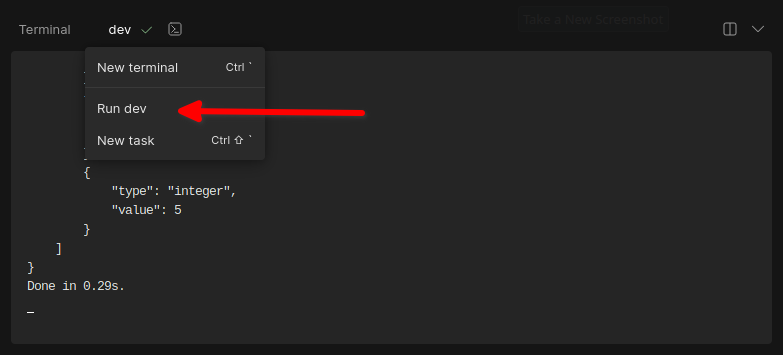 Take a New Screenshot
Terminal dev
New terminal Ctrl `
Run dev
New task Ctrl ⇧ `
{
"type": "integer",
"value": 5
}
]
}
Done in 0.29s.